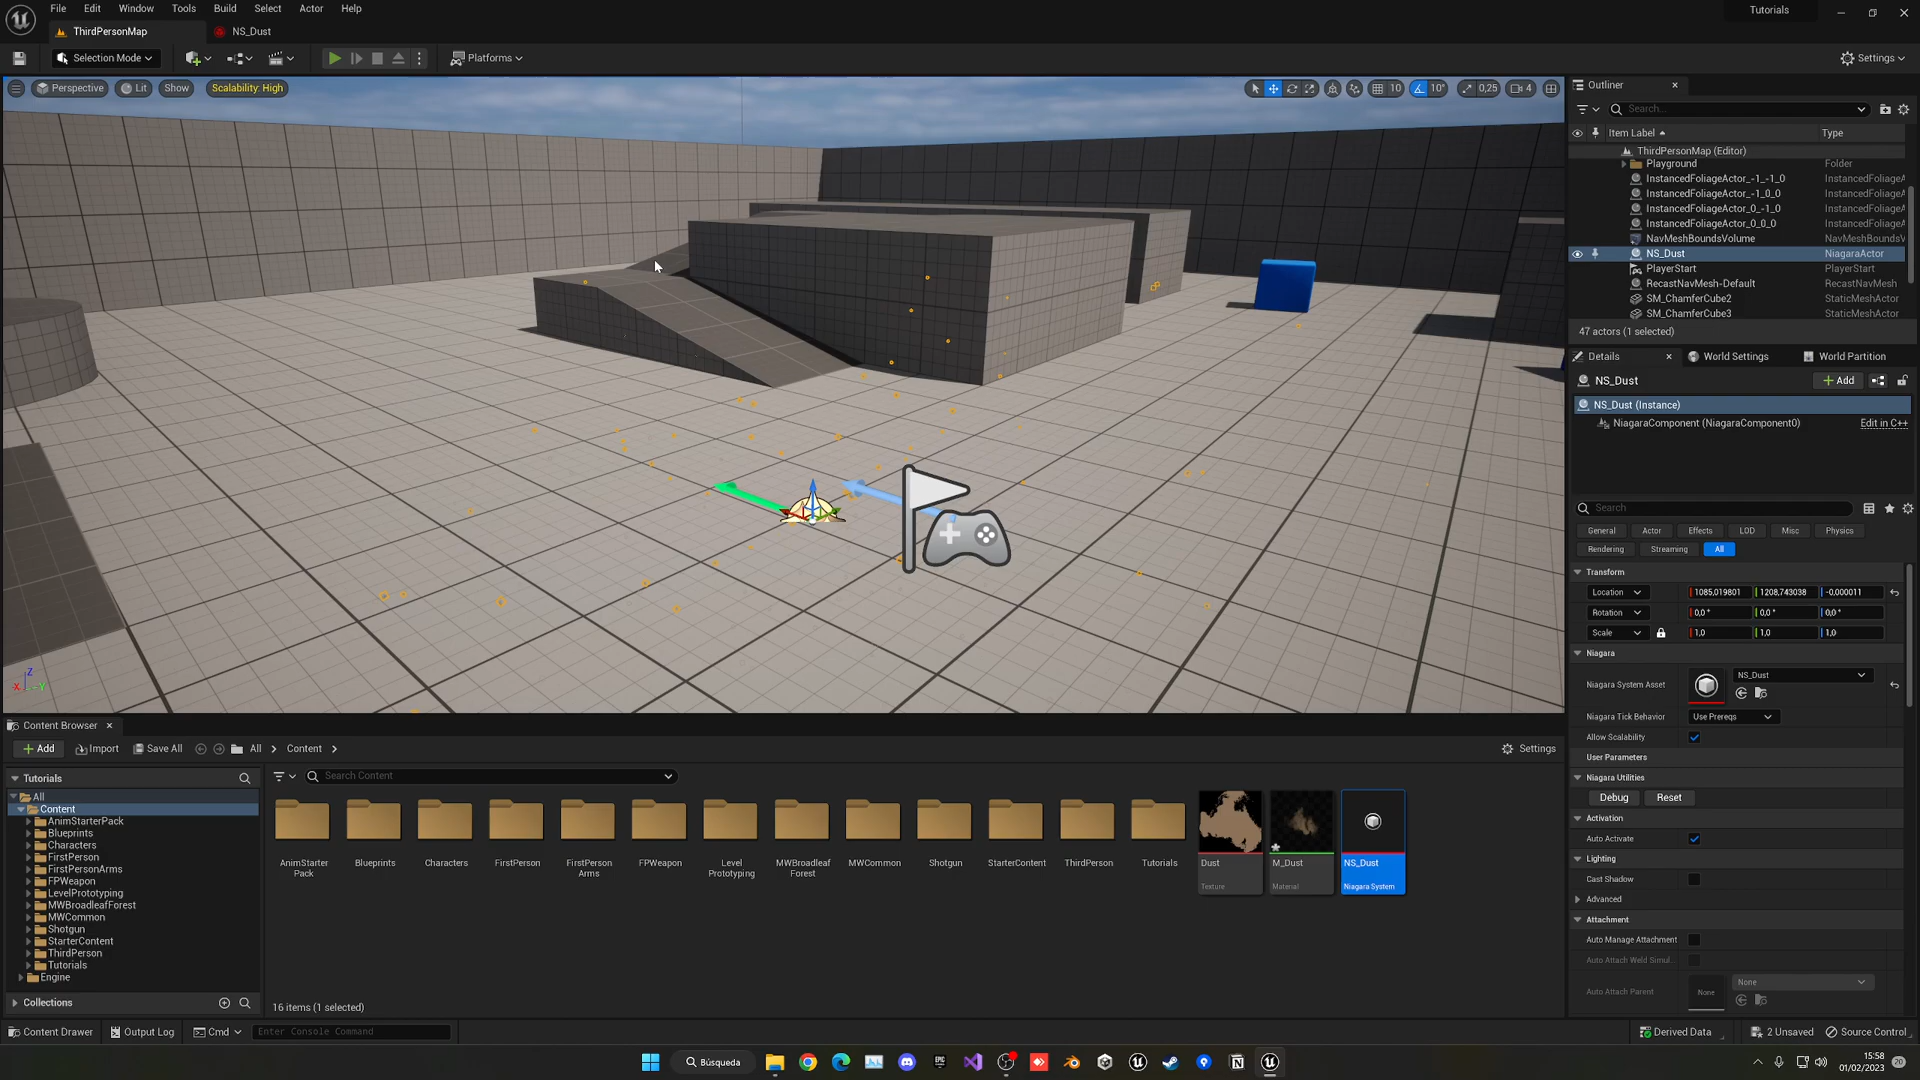 File Edit Window Tools Build Select Actor Help
Tutorials
ThirdPersonMap
NS_Dust
Selection Mode
Platforms
Settings
Perspective
Lit
Show
Scalability: High
10
10°
0,25
4
Outliner
Search...
Item Label
Type
ThirdPersonMap (Editor)
Playground Folder
InstancedFoliageActor_-1_-1_0 InstancedFoliageA
InstancedFoliageActor_-1_0_0 InstancedFoliageA
InstancedFoliageActor_0_-1_0 InstancedFoliageA
InstancedFoliageActor_0_0_0 InstancedFoliageA
NavMeshBoundsVolume NavMeshBoundsV
NS_Dust NiagaraActor
PlayerStart PlayerStart
RecastNavMesh-Default RecastNavMesh
SM_ChamferCube2 StaticMeshActor
SM_ChamferCube3 StaticMeshActor
47 actors (1 selected)
Details
World Settings
World Partition
NS_Dust
Add
NS_Dust (Instance)
NiagaraComponent (NiagaraComponent0) Edit in C++
Search
General Actor Effects LOD Misc Physics
Rendering Streaming All
Transform
Location 1085,019801 1208,743038 -0,000011
Rotation 0,0 ° 0,0 ° 0,0 °
Scale 1,0 1,0 1,0
Niagara
Niagara System Asset NS_Dust
Niagara Tick Behavior Use Prereqs
Allow Scalability
User Parameters
Niagara Utilities
Debug Reset
Activation
Auto Activate
Lighting
Cast Shadow
Advanced
Attachment
Auto Manage Attachment
Auto Attach Weld Simul...
Auto Attach Parent None None
Z
X
Y
Content Browser
Add Import Save All All Content Settings
Tutorials
Search Content
All
Content
AnimStarterPack
Blueprints
Characters
FirstPerson
FirstPersonArms
FPWeapon
LevelPrototyping
MWBroadleafForest
MWCommon
Shotgun
StarterContent
ThirdPerson
Tutorials
Engine
Collections
AnimStarter
Pack
Blueprints
Characters
FirstPerson
FirstPerson
Arms
FPWeapon
Level
Prototyping
MWBroadleaf
Forest
MWCommon
Shotgun
StarterContent
ThirdPerson
Tutorials
Dust
Texture
M_Dust
Material
NS_Dust
Niagara System
16 items (1 selected)
Content Drawer
Output Log
Cmd
Enter Console Command
Derived Data
2 Unsaved
Source Control
Búsqueda
EPIC
15:58
01/02/2023
20